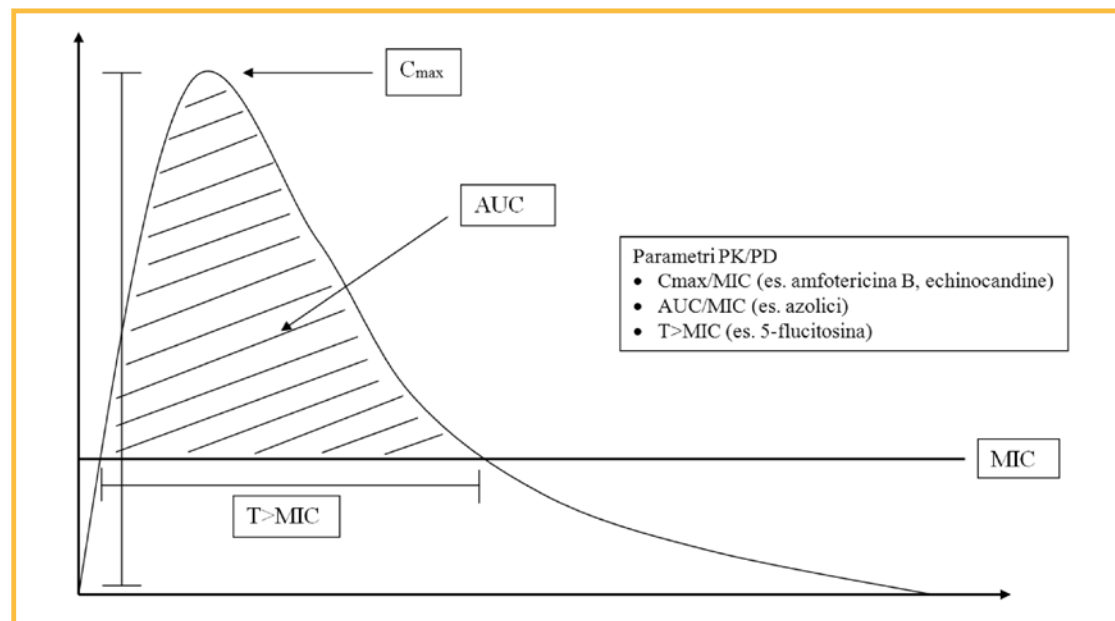 Cmax
AUC
Parametri PK/PD
• Cmax/MIC (es. amfotericina B, echinocandine)
• AUC/MIC (es. azolici)
• T>MIC (es. 5-flucitosina)
MIC
T>MIC